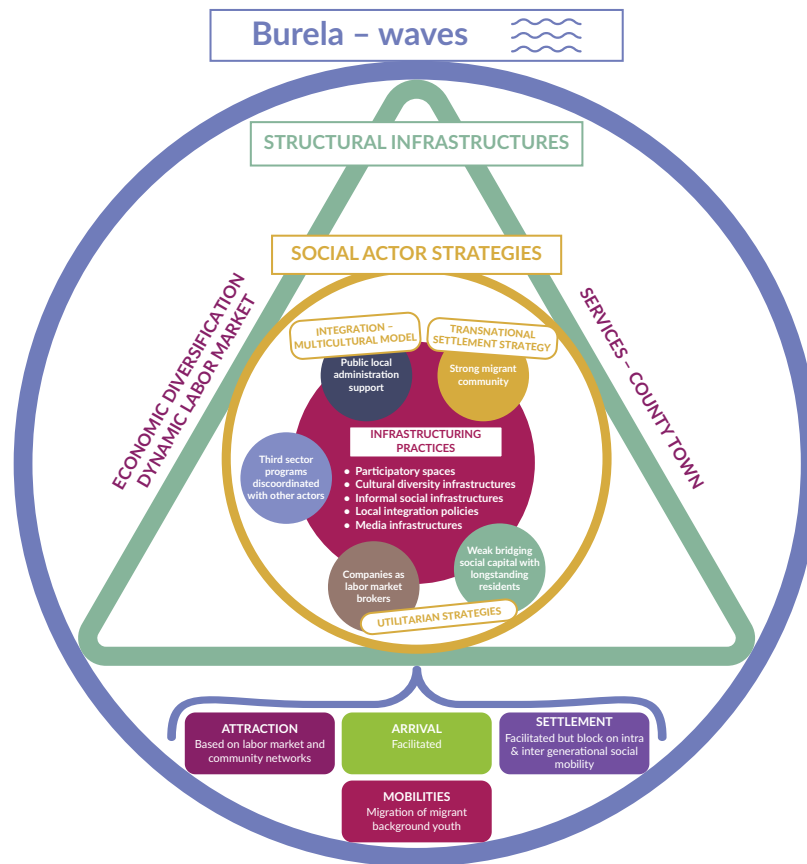 Burela – waves
STRUCTURAL INFRASTRUCTURES
SOCIAL ACTOR STRATEGIES
ECONOMIC DIVERSIFICATION
DYNAMIC LABOR MARKET
SERVICES – COUNTY TOWN
INTEGRATION –
MULTICULTURAL MODEL
TRANSNATIONAL
SETTLEMENT STRATEGY
Public local
administration
support
Strong migrant
community
INFRASTRUCTURING
PRACTICES
• Participatory spaces
• Cultural diversity infrastructures
• Informal social infrastructures
• Local integration policies
• Media infrastructures
Third sector
programs
discoordinated
with other actors
Companies as
labor market
brokers
Weak bridging
social capital with
longstanding
residents
UTILITARIAN STRATEGIES
ATTRACTION
Based on labor market and
community networks
ARRIVAL
Facilitated
SETTLEMENT
Facilitated but block on intra
& inter generational social
mobility
MOBILITIES
Migration of migrant
background youth